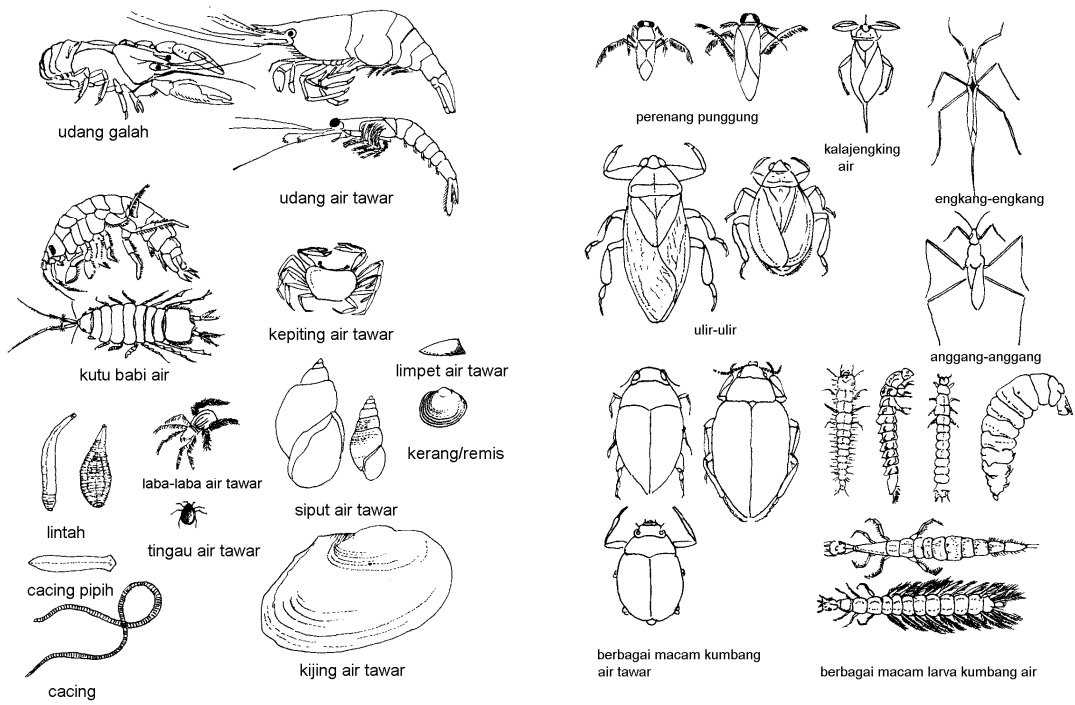 udang galah
udang air tawar
kutu babi air
kepiting air tawar
limpet air tawar
kerang/remis
laba-laba air tawar
siput air tawar
lintah
tingau air tawar
cacing pipih
kijing air tawar
cacing
perenang punggung
kalajengking
air
engkang-engkang
ulir-ulir
anggang-anggang
berbagai macam kumbang
air tawar
berbagai macam larva kumbang air